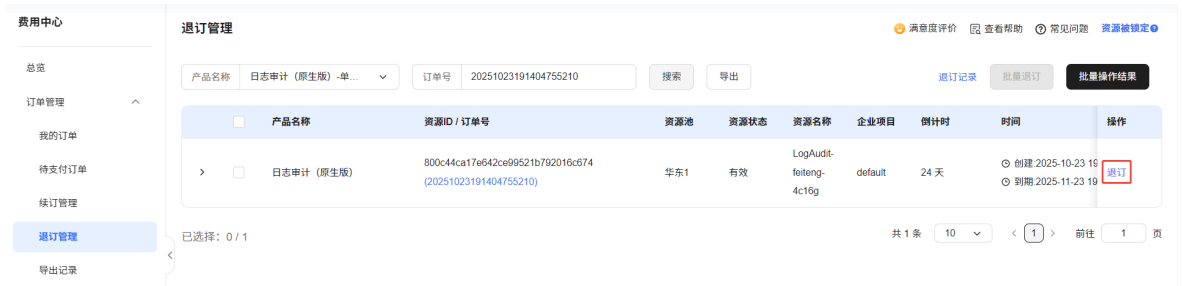 费用中心
总览
订单管理
我的订单
待支付订单
续订管理
退订管理
导出记录
退订管理
满意度评价 查看帮助 常见问题 资源被锁定
产品名称 日志审计（原生版）-单... 订单号 20251023191404755210 搜索 导出 退订记录 批量退订 批量操作结果
产品名称 资源ID / 订单号 资源池 资源状态 资源名称 企业项目 倒计时 时间 操作
日志审计（原生版） 800c44ca17e642ce99521b792016c674 (20251023191404755210) 华东1 有效 LogAudit-feiteng-4c16g default 24 天 创建:2025-10-23 19 到期:2025-11-23 19 退订
已选择：0 / 1
共 1 条 10 1 前往 1 页